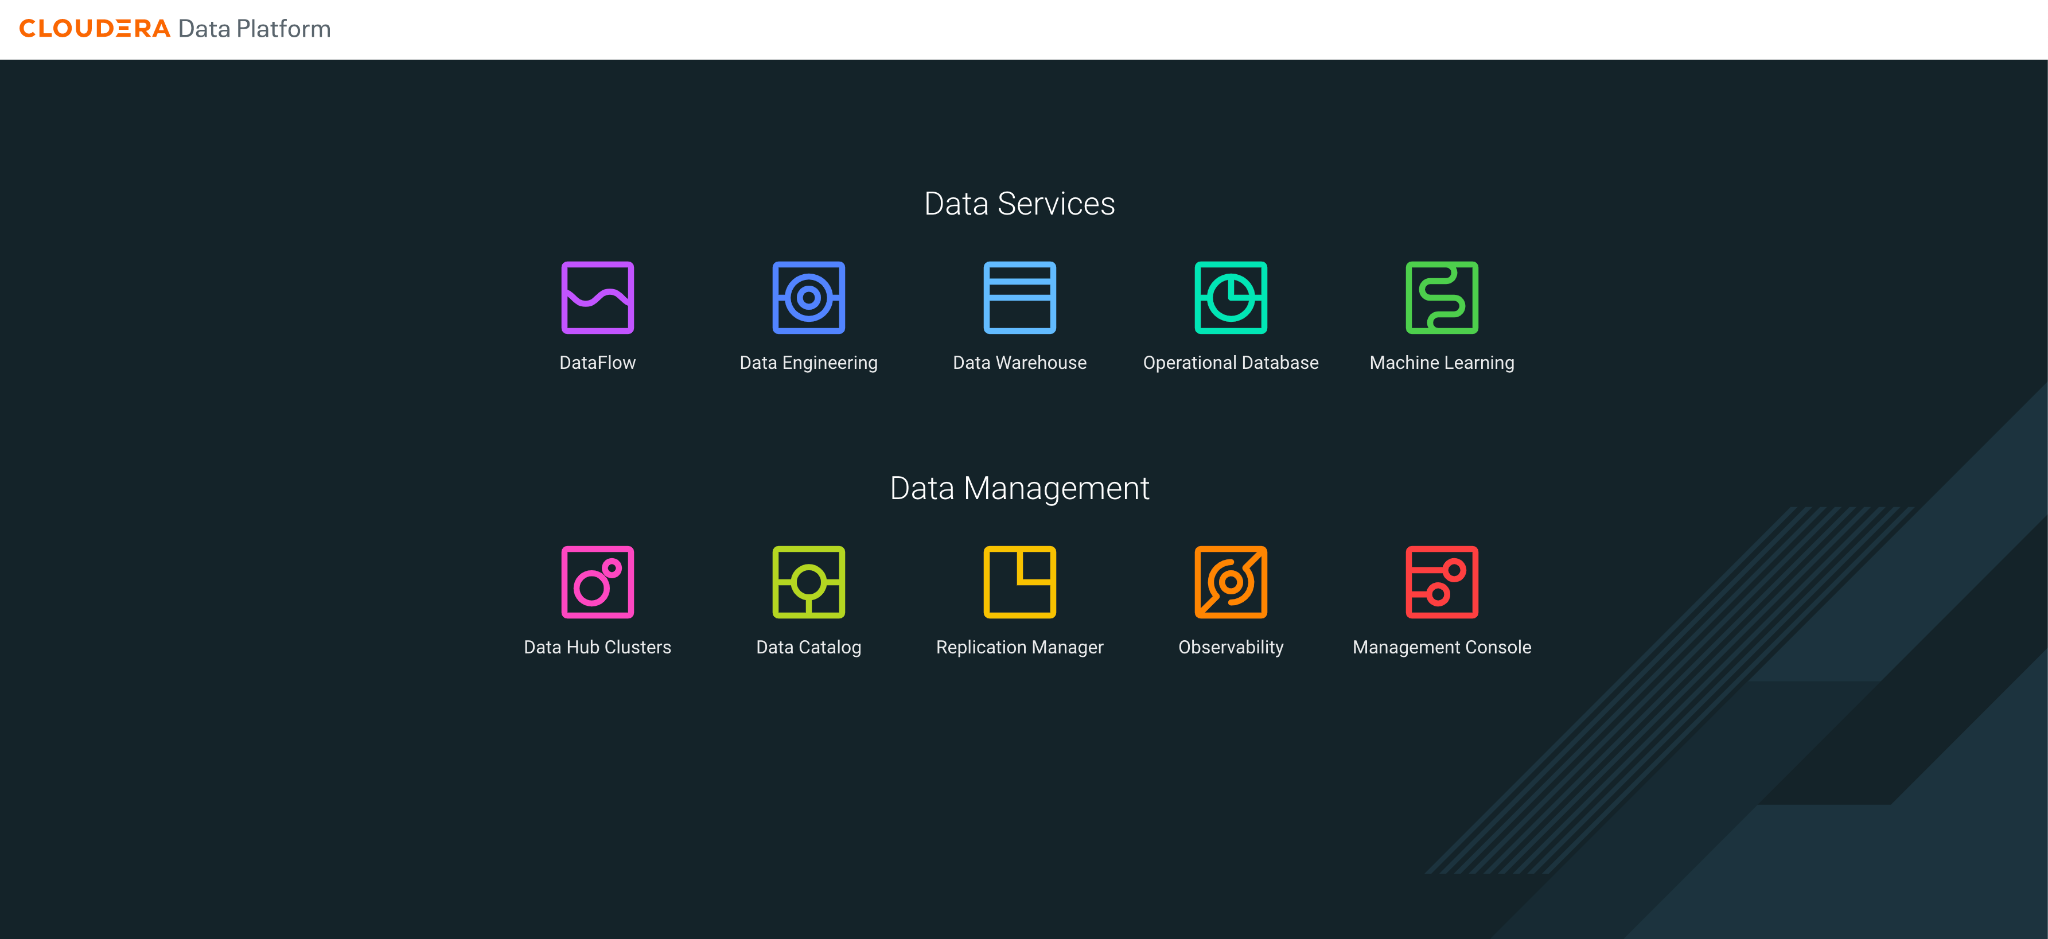 CLOUDERA Data Platform
Data Services
DataFlow
Data Engineering
Data Warehouse
Operational Database
Machine Learning
Data Management
Data Hub Clusters
Data Catalog
Replication Manager
Observability
Management Console